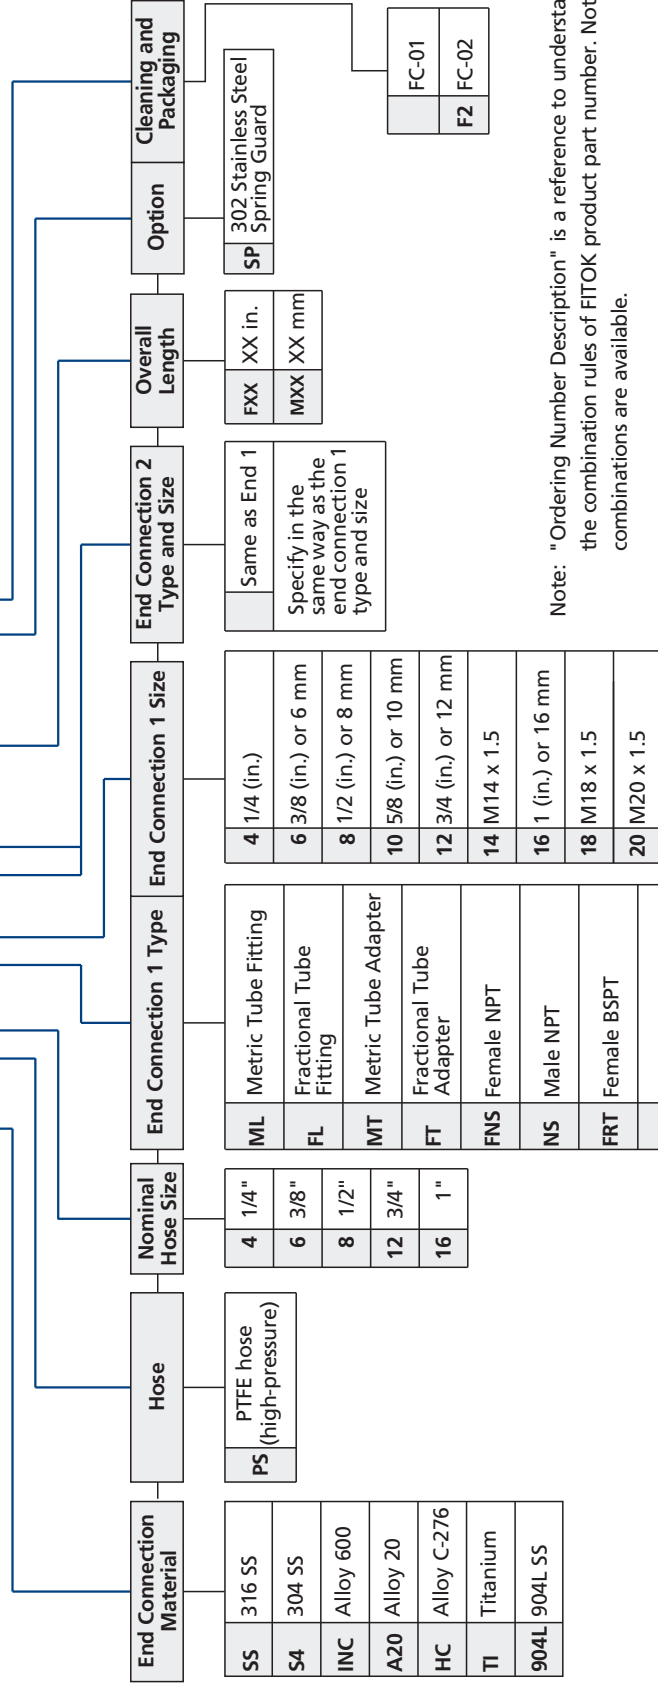 End Connection
Material
SS 316 SS
S4 304 SS
INC Alloy 600
A20 Alloy 20
HC Alloy C-276
TI Titanium
904L 904L SS
Hose
PS PTFE hose
(high-pressure)
Nominal
Hose Size
4 1/4"
6 3/8"
8 1/2"
12 3/4"
16 1"
End Connection 1 Type
ML Metric Tube Fitting
FL Fractional Tube
Fitting
MT Metric Tube Adapter
FT Fractional Tube
Adapter
FNS Female NPT
NS Male NPT
FRT Female BSPT
End Connection 1 Size
4 1/4 (in.)
6 3/8 (in.) or 6 mm
8 1/2 (in.) or 8 mm
10 5/8 (in.) or 10 mm
12 3/4 (in.) or 12 mm
14 M14 x 1.5
16 1 (in.) or 16 mm
18 M18 x 1.5
20 M20 x 1.5
End Connection 2
Type and Size
Same as End 1
Specify in the
same way as the
end connection 1
type and size
Overall
Length
FXX XX in.
MXX XX mm
Option
SP 302 Stainless Steel
Spring Guard
Cleaning and
Packaging
FC-01
F2 FC-02
Note: "Ordering Number Description" is a reference to understa
the combination rules of FITOK product part number. Not
combinations are available.